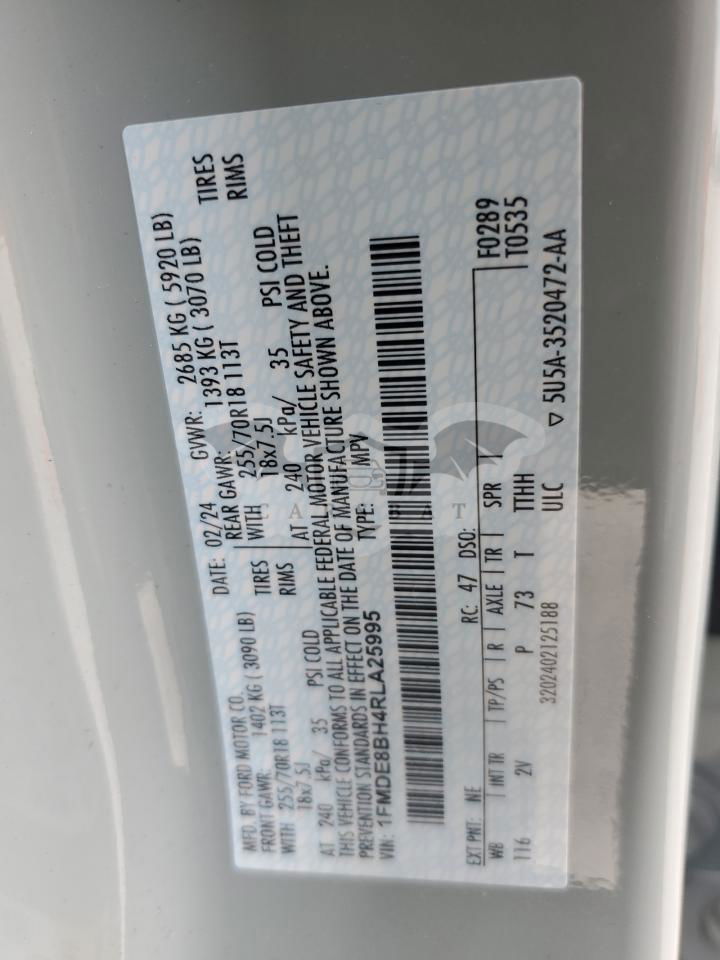 MFD. BY FORD MOTOR CO.
DATE: 02/24 GVWR: 2685 KG ( 5920 LB)
FRONT GAWR: 1402 KG ( 3090 LB)
REAR GAWR: 1393 KG ( 3070 LB)
WITH 255/70R18 113T TIRES
WITH 255/70R18 113T TIRES
18x7.5J RIMS
18x7.5J RIMS
AT 240 kPa/ 35 PSI COLD
AT 240 kPa/ 35 PSI COLD
THIS VEHICLE CONFORMS TO ALL APPLICABLE FEDERAL MOTOR VEHICLE SAFETY AND THEFT
PREVENTION STANDARDS IN EFFECT ON THE DATE OF MANUFACTURE SHOWN ABOVE.
VIN: 1FMDE8BH4RLA25995 TYPE: MPV
EXT PNT: NE RC: 47 DSO: F0289
WB INT TR TP/PS R AXLE TR SPR T0535
116 2V P 73 T TTHH
3202402125188 ULC ▽ 5U5A-3520472-AA